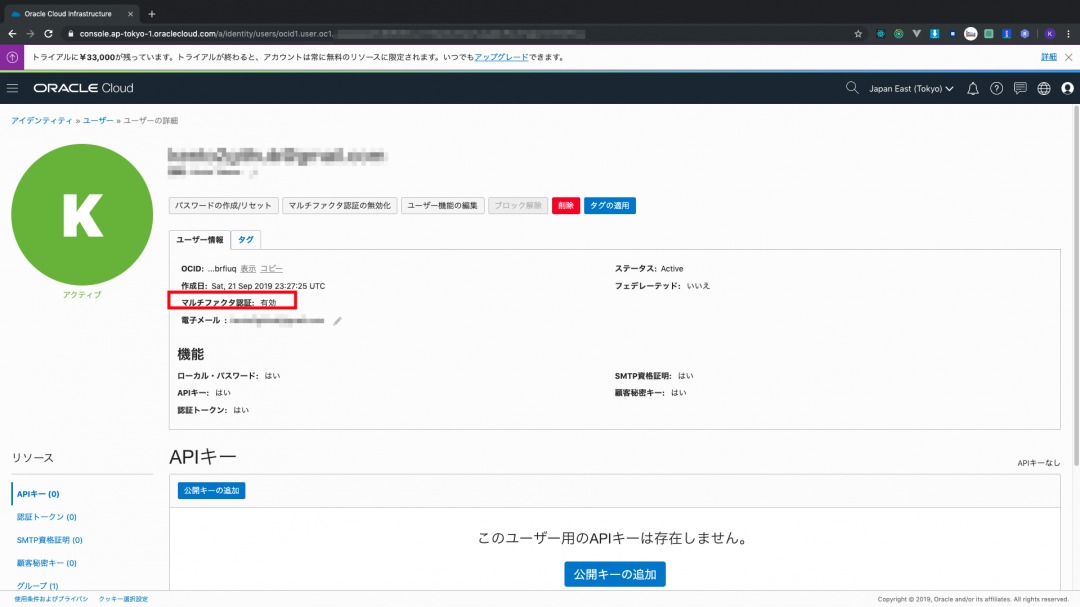 Oracle Cloud Infrastructure
console.ap-tokyo-1.oraclecloud.com/a/identity/users/ocid1.user.oc1.
トライアルに¥33,000が残っています。トライアルが終わると、アカウントは常に無料のリソースに限定されます。いつでもアップグレードできます。 詳細
ORACLE Cloud Japan East (Tokyo)
アイデンティティ » ユーザー » ユーザーの詳細
K
アクティブ
パスワードの作成/リセット マルチファクタ認証の無効化 ユーザー機能の編集 ブロック解除 削除 タグの適用
ユーザー情報 タグ
OCID: ...brfiuq 表示 コピー ステータス: Active
作成日: Sat, 21 Sep 2019 23:27:25 UTC フェデレーテッド: いいえ
マルチファクタ認証: 有効
電子メール :
機能
ローカル・パスワード: はい SMTP資格証明: はい
APIキー: はい 顧客秘密キー: はい
認証トークン: はい
リソース
APIキー (0)
認証トークン (0)
SMTP資格証明 (0)
顧客秘密キー (0)
グループ (1)
APIキー APIキーなし
公開キーの追加
このユーザー用のAPIキーは存在しません。
公開キーの追加
使用条件およびプライバシ クッキー選択設定 Copyright © 2019, Oracle and/or its affiliates. All rights reserved.